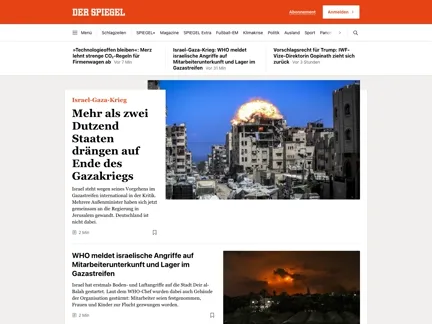 DER SPIEGEL
Abonnement
Anmelden
Menü Schlagzeilen SPIEGEL+ Magazine SPIEGEL Extra Fußball-EM Klimakrise Politik Ausland Sport
»Technologieoffen bleiben«: Merz
lehnt strenge CO₂-Regeln für
Firmenwagen ab Vor 7 Min
Israel-Gaza-Krieg: WHO meldet
israelische Angriffe auf
Mitarbeiterunterkunft und Lager im
Gazastreifen Vor 31 Min
Vorschlagsrecht für Trump: IWF-
Vize-Direktorin Gopinath zieht sich
zurück Vor 3 Stunden
Israel-Gaza-Krieg
Mehr als zwei
Dutzend
Staaten
drängen auf
Ende des
Gazakriegs
Israel steht wegen seines Vorgehens im
Gazastreifen international in der Kritik.
Mehrere Außenminister haben sich jetzt
gemeinsam an die Regierung in
Jerusalem gewandt. Deutschland ist
nicht dabei.
2 Min
WHO meldet israelische Angriffe auf
Mitarbeiterunterkunft und Lager im
Gazastreifen
Israel hat erstmals Boden- und Luftangriffe auf die Stadt Deir al-
Balah gestartet. Laut dem WHO-Chef wurden dabei auch Gebäude
der Organisation gestürmt: Mitarbeiter seien festgenommen,
Frauen und Kinder zur Flucht gezwungen worden.
2 Min